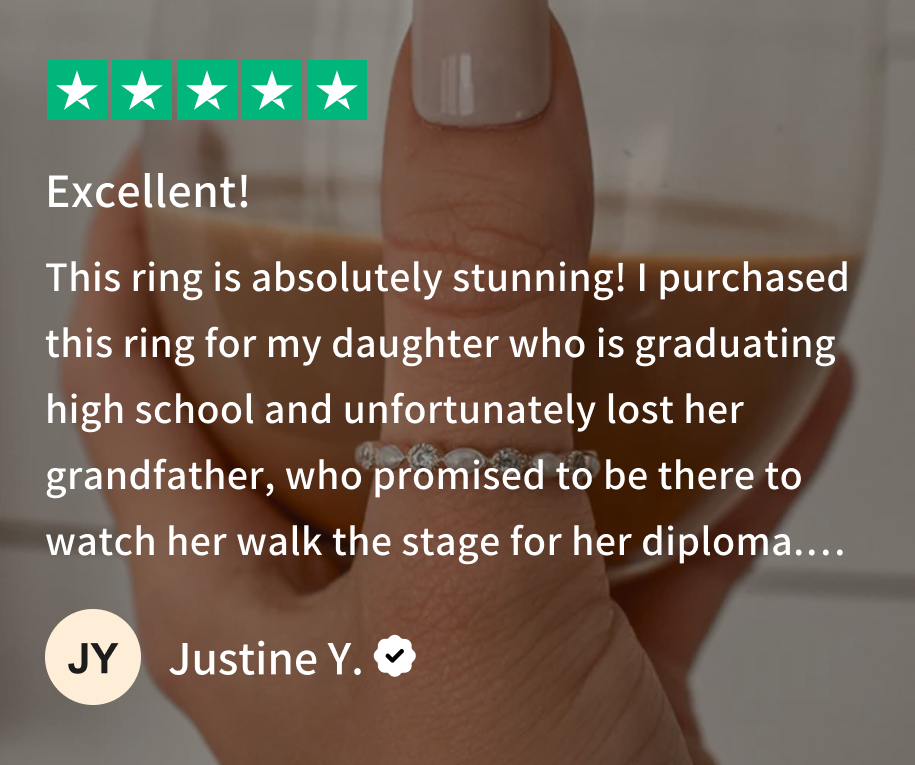 Excellent!
This ring is absolutely stunning! I purchased
this ring for my daughter who is graduating
high school and unfortunately lost her
grandfather, who promised to be there to
watch her walk the stage for her diploma....
JY
Justine Y.